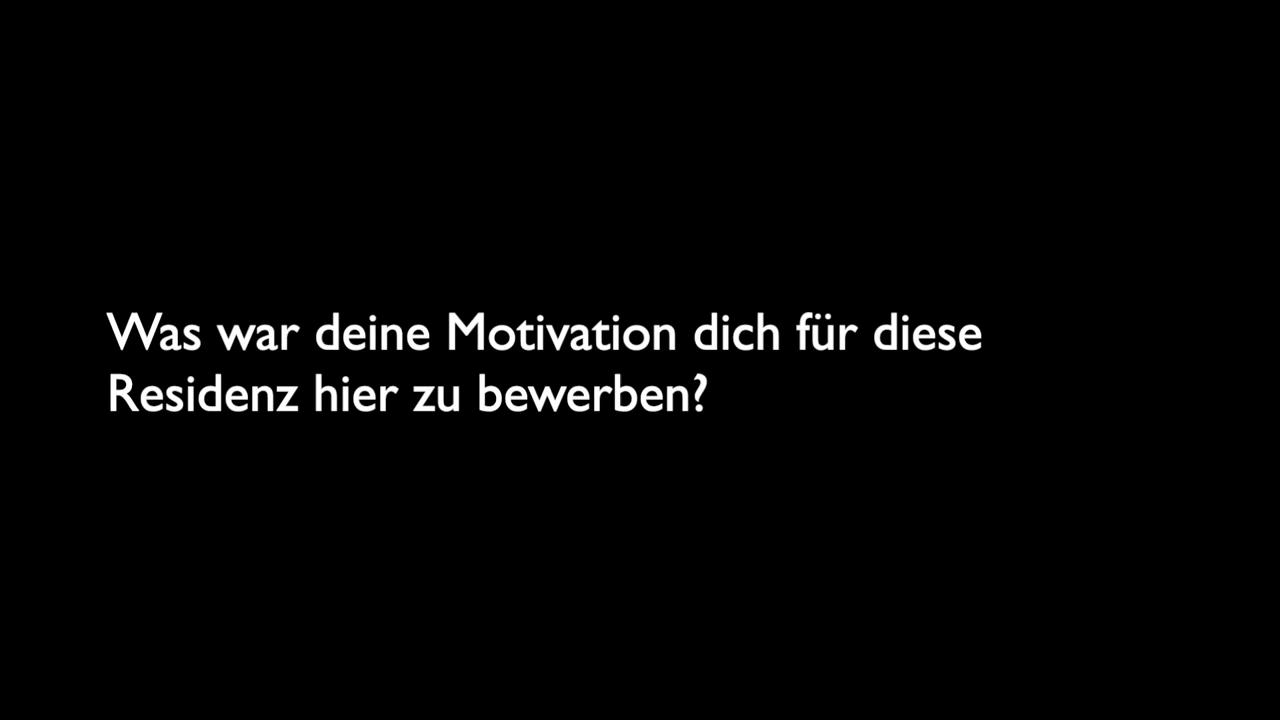 Was war deine Motivation dich für diese
Residenz hier zu bewerben?